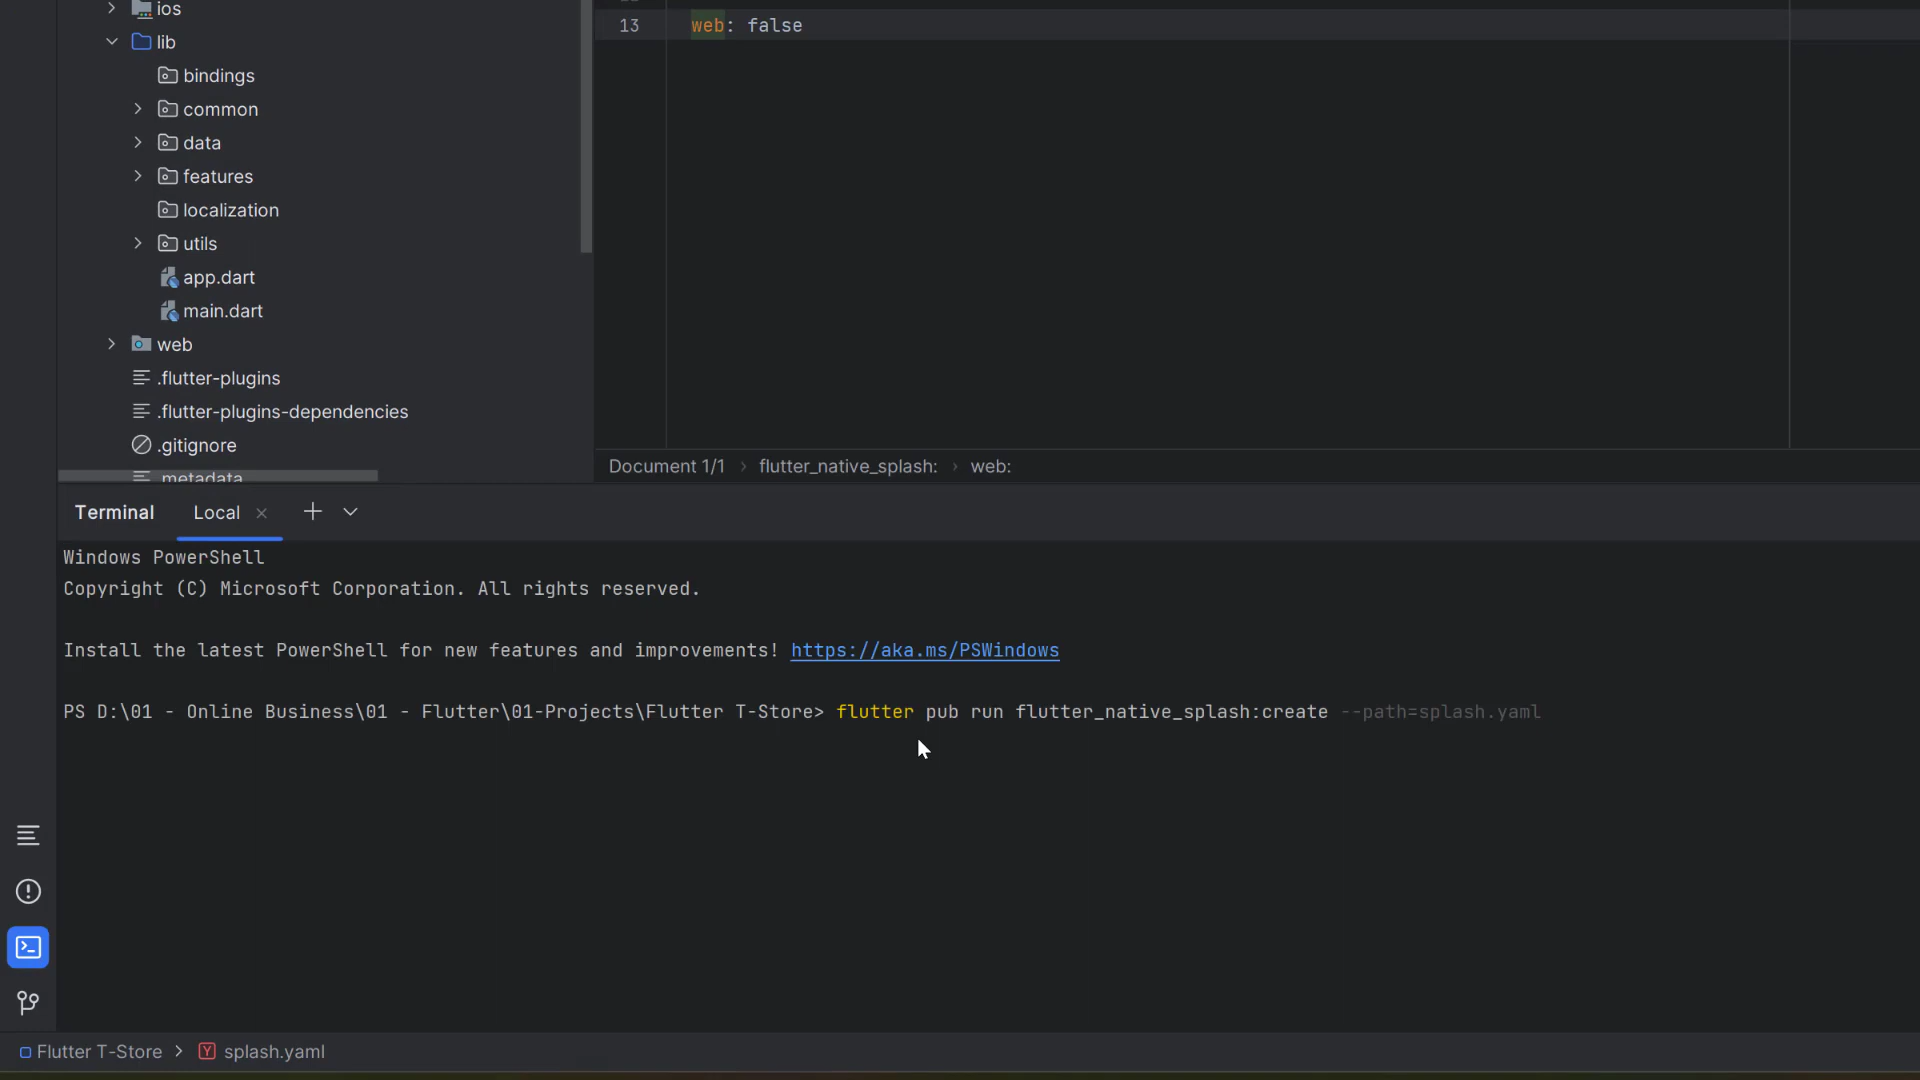 ios
lib
bindings
common
data
features
localization
utils
app.dart
main.dart
web
.flutter-plugins
.flutter-plugins-dependencies
.gitignore
.metadata
13 web: false
Document 1/1 › flutter_native_splash: › web:
Terminal Local
Windows PowerShell
Copyright (C) Microsoft Corporation. All rights reserved.
Install the latest PowerShell for new features and improvements! https://aka.ms/PSWindows
PS D:\01 - Online Business\01 - Flutter\01-Projects\Flutter T-Store> flutter pub run flutter_native_splash:create --path=splash.yaml
Flutter T-Store > splash.yaml